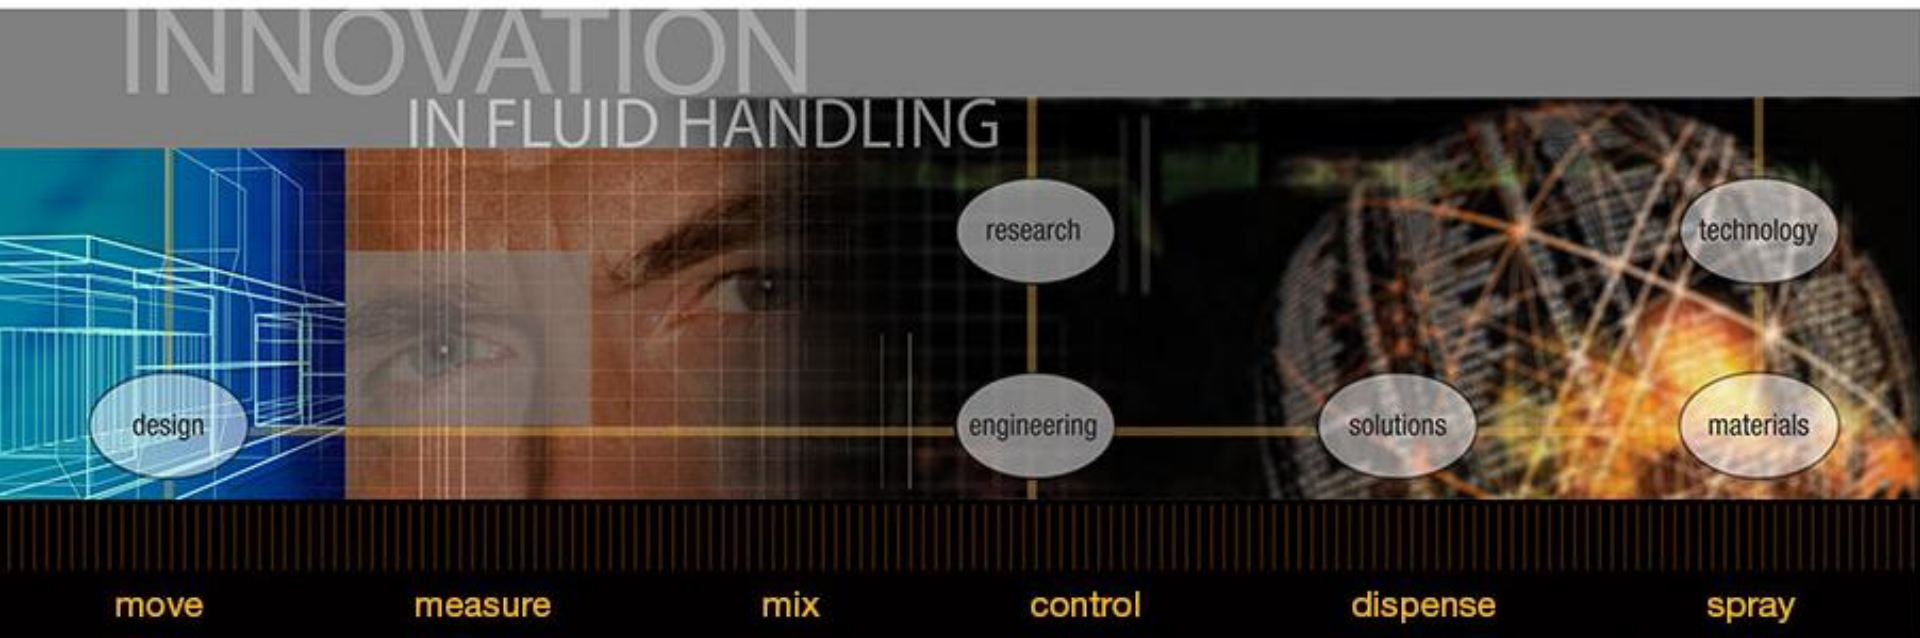 INNOVATION
IN FLUID HANDLING
research
technology
design
engineering
solutions
materials
move
measure
mix
control
dispense
spray